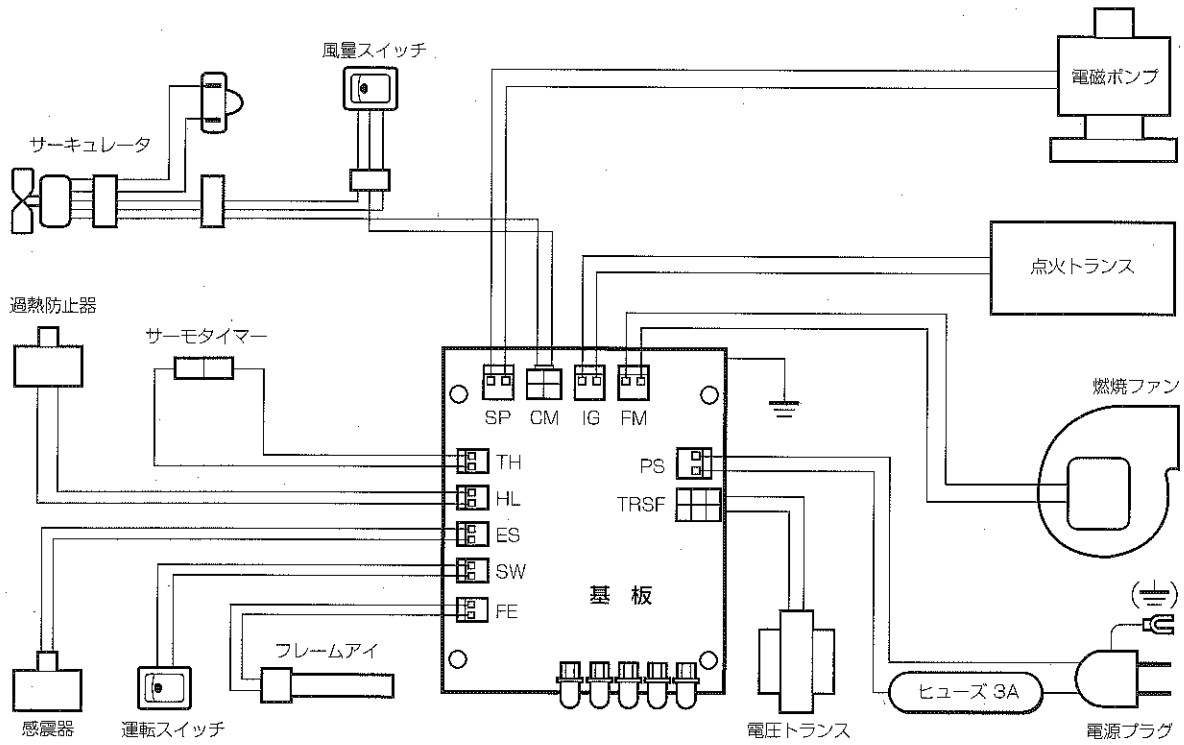 風量スイッチ
電磁ポンプ
サーキュレータ
点火トランス
過熱防止器
サーモタイマー
燃焼ファン
SP CM IG FM
TH
PS
HL
TRSF
ES
SW
基板
FE
フレームアイ
ヒューズ 3A
感震器
運転スイッチ
電圧トランス
電源プラグ